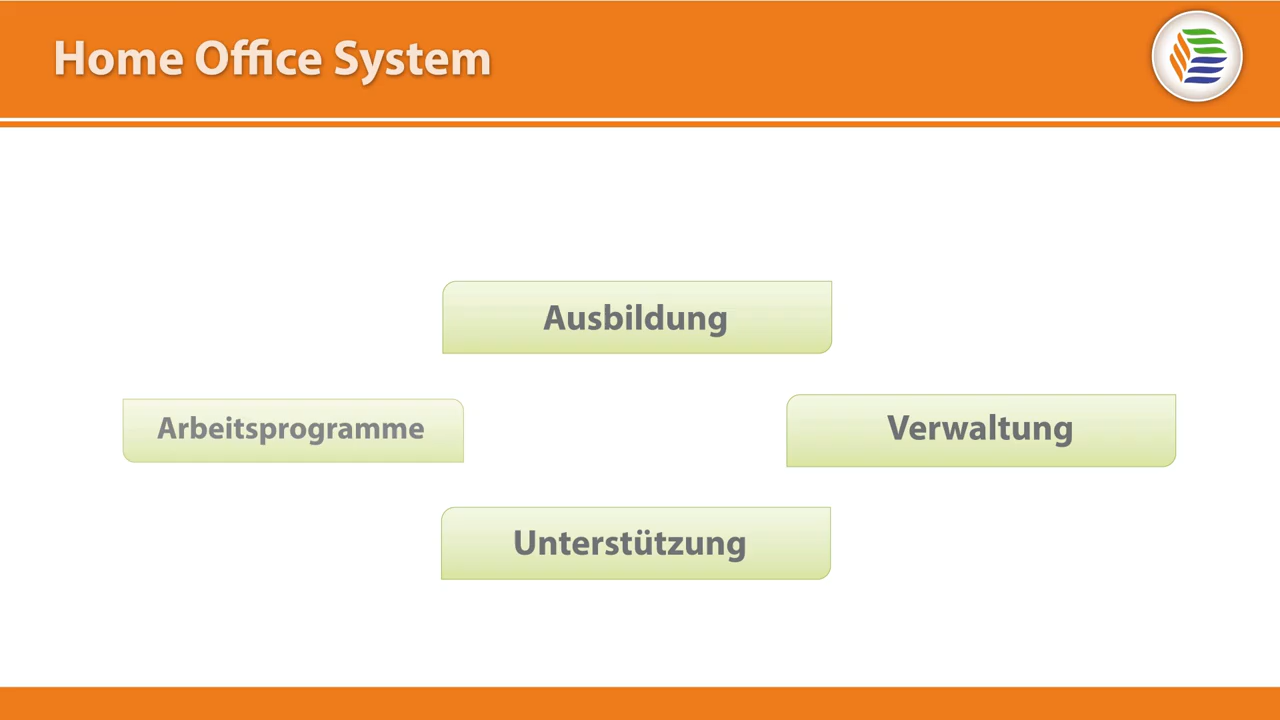 Home Office System
Ausbildung
Arbeitsprogramme
Verwaltung
Unterstützung